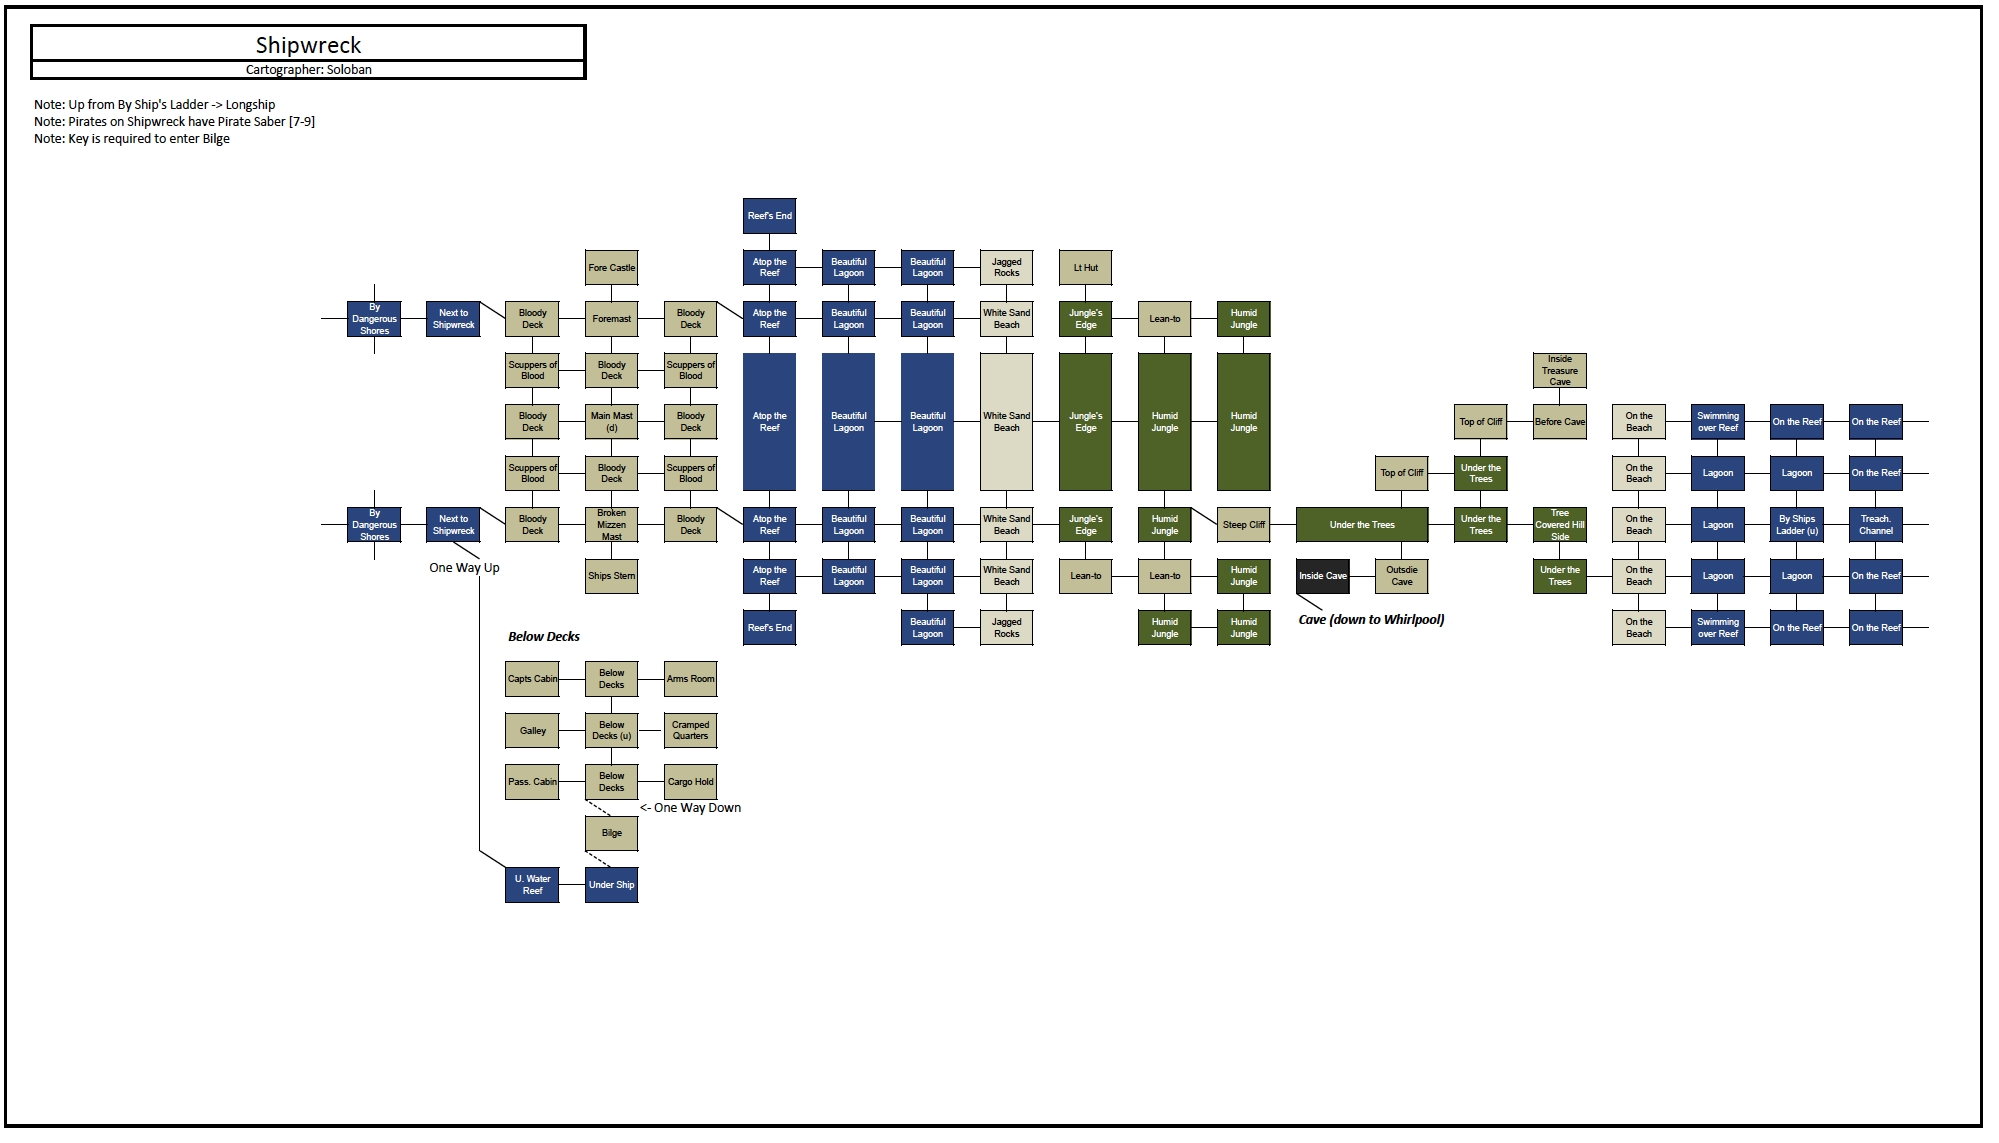 Shipwreck
Cartographer: Soloban
Note: Up from By Ship's Ladder -> Longship
Note: Pirates on Shipwreck have Pirate Saber [7-9]
Note: Key is required to enter Bilge
Reef's End
Fore Castle
Atop the
Reef
Beautiful
Lagoon
Beautiful
Lagoon
Jagged
Rocks
Lt Hut
By
Dangerous
Shores
Next to
Shipwreck
Bloody
Deck
Foremast
Bloody
Deck
Atop the
Reef
Beautiful
Lagoon
Beautiful
Lagoon
White Sand
Beach
Jungle's
Edge
Lean-to
Humid
Jungle
Scuppers of
Blood
Bloody
Deck
Scuppers of
Blood
Inside
Treasure
Cave
Bloody
Deck
Main Mast
(d)
Bloody
Deck
Atop the
Reef
Beautiful
Lagoon
Beautiful
Lagoon
White Sand
Beach
Jungle's
Edge
Humid
Jungle
Humid
Jungle
Top of Cliff
Before Cave
On the
Beach
Swimming
over Reef
On the Reef
On the Reef
Scuppers of
Blood
Bloody
Deck
Scuppers of
Blood
Top of Cliff
Under the
Trees
On the
Beach
Lagoon
Lagoon
On the Reef
By
Dangerous
Shores
Next to
Shipwreck
Bloody
Deck
Broken
Mizzen
Mast
Bloody
Deck
Atop the
Reef
Beautiful
Lagoon
Beautiful
Lagoon
White Sand
Beach
Jungle's
Edge
Humid
Jungle
Steep Cliff
Under the Trees
Under the
Trees
Tree
Covered Hill
Side
On the
Beach
Lagoon
By Ships
Ladder (u)
Treach.
Channel
One Way Up
Ships Stern
Atop the
Reef
Beautiful
Lagoon
Beautiful
Lagoon
White Sand
Beach
Lean-to
Lean-to
Humid
Jungle
Inside Cave
Outsdie
Cave
Under the
Trees
On the
Beach
Lagoon
Lagoon
On the Reef
Cave (down to Whirlpool)
Below Decks
Reef's End
Beautiful
Lagoon
Jagged
Rocks
Humid
Jungle
Humid
Jungle
On the
Beach
Swimming
over Reef
On the Reef
On the Reef
Capts Cabin
Below
Decks
Arms Room
Galley
Below
Decks (u)
Cramped
Quarters
Pass. Cabin
Below
Decks
Cargo Hold
<- One Way Down
Bilge
U. Water
Reef
Under Ship